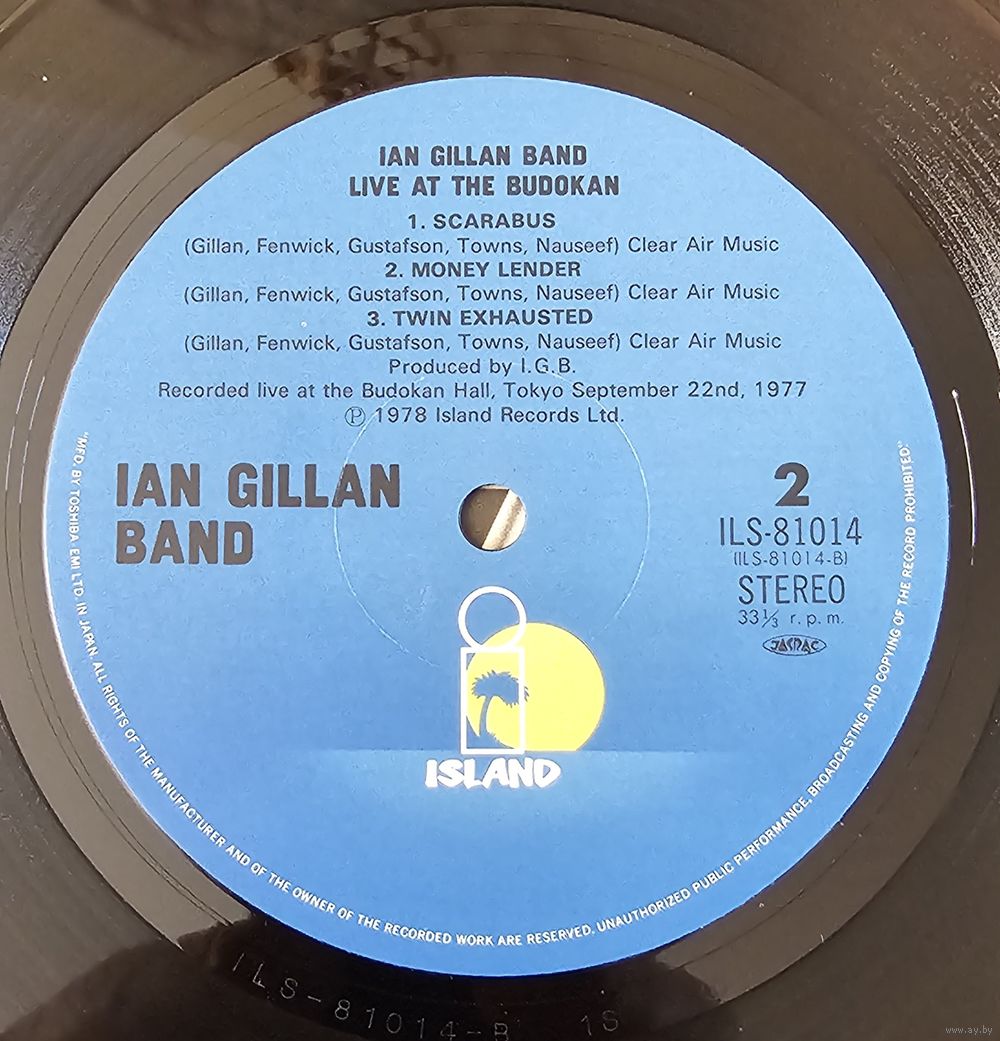 IAN GILLAN BAND
LIVE AT THE BUDOKAN
1. SCARABUS
(Gillan, Fenwick, Gustafson, Towns, Nauseef) Clear Air Music
2. MONEY LENDER
(Gillan, Fenwick, Gustafson, Towns, Nauseef) Clear Air Music
3. TWIN EXHAUSTED
(Gillan, Fenwick, Gustafson, Towns, Nauseef) Clear Air Music
Produced by I.G.B.
Recorded live at the Budokan Hall, Tokyo September 22nd, 1977
Ⓟ 1978 Island Records Ltd.
IAN GILLAN
BAND
2
ILS-81014
(ILS-81014-B)
STEREO
33⅓ r.p.m.
JASRAC
ISLAND
"MFD. BY TOSHIBA EMI LTD. IN JAPAN. ALL RIGHTS OF THE MANUFACTURER AND OF THE OWNER OF THE RECORDED WORK ARE RESERVED. UNAUTHORIZED PUBLIC PERFORMANCE, BROADCASTING AND COPYING OF THE RECORD PROHIBITED."
ILS-81014-B 1S
www.ay.by